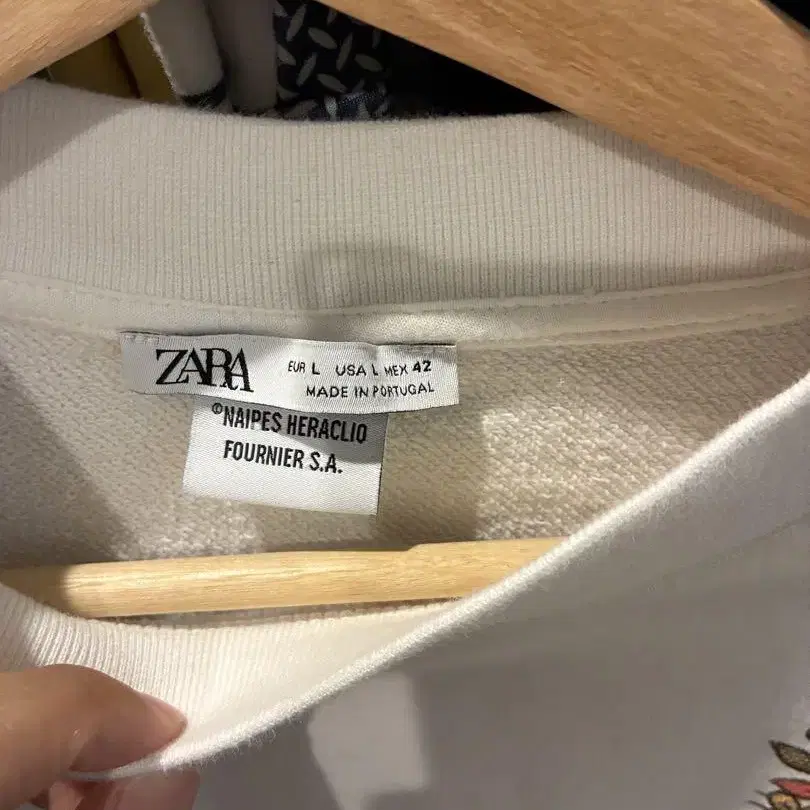 ZARA EUR L USA L MEX 42
MADE IN PORTUGAL
©NAIPES HERACLIO
FOURNIER S.A.